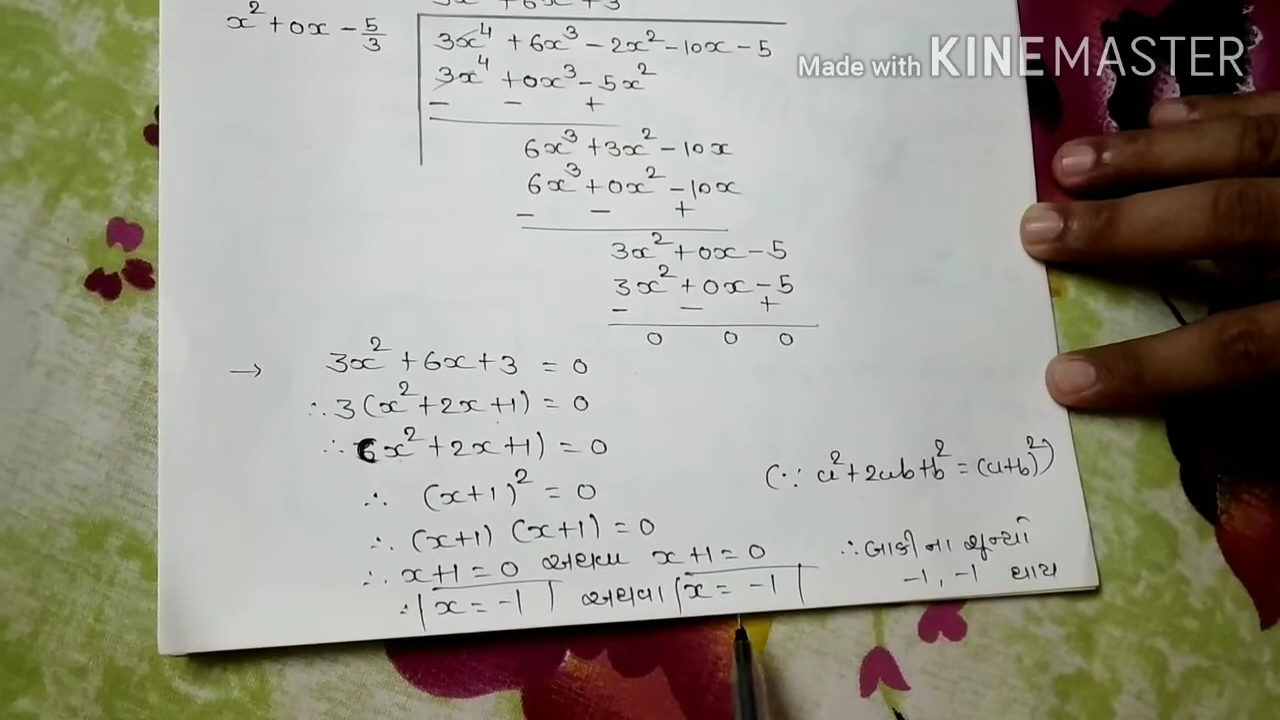 3x² + 6x + 3
x² + 0x - 5/3
3x⁴ + 6x³ - 2x² - 10x - 5
3x⁴ + 0x³ - 5x²
- - +
6x³ + 3x² - 10x
6x³ + 0x² - 10x
- - +
3x² + 0x - 5
3x² + 0x - 5
- - +
0 0 0
→ 3x² + 6x + 3 = 0
∴ 3(x² + 2x + 1) = 0
∴ (x² + 2x + 1) = 0
∴ (x+1)² = 0 (∵ a² + 2ab + b² = (a+b)²)
∴ (x+1) (x+1) = 0
∴ x+1 = 0 અથવા x+1 = 0
∴ x = -1 અથવા x = -1
∴ બાકીના શૂન્યો
-1, -1 થાય
Made with KINEMASTER